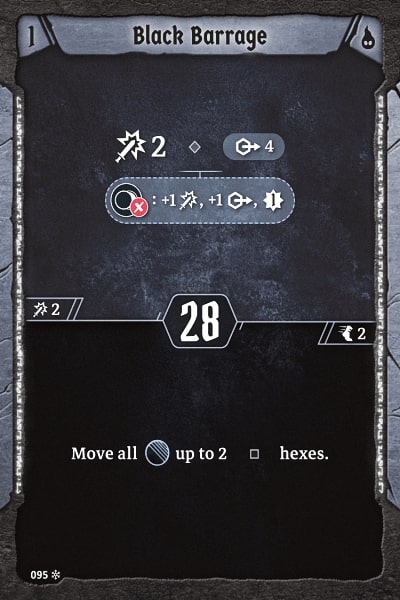 1 Black Barrage
2 4
: +1 , +1 ,
2
28
2
Move all up to 2 hexes.
095